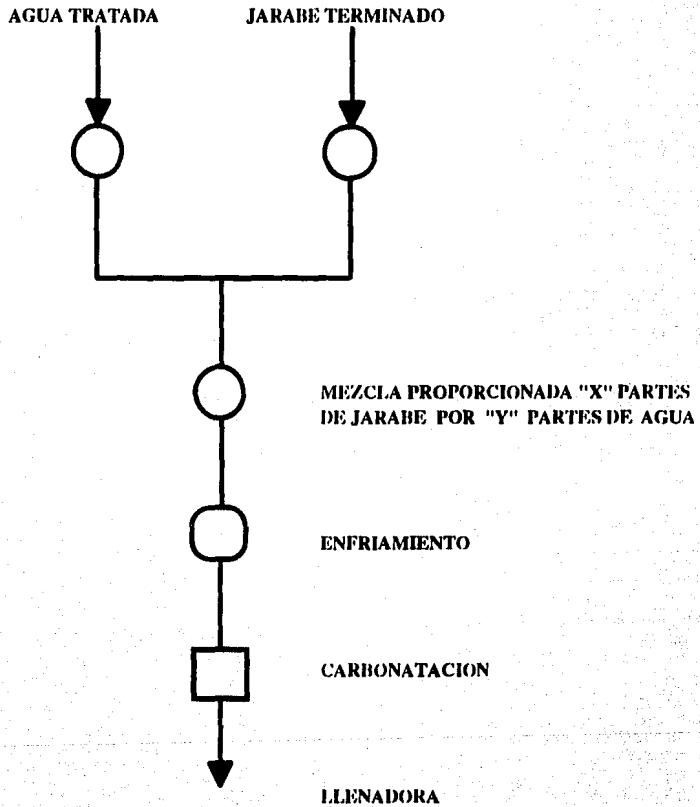 AGUA TRATADA
JARABE TERMINADO
MEZCLA PROPORCIONADA "X" PARTES
DE JARABE POR "Y" PARTES DE AGUA
ENFRIAMIENTO
CARBONATACION
LLENADORA